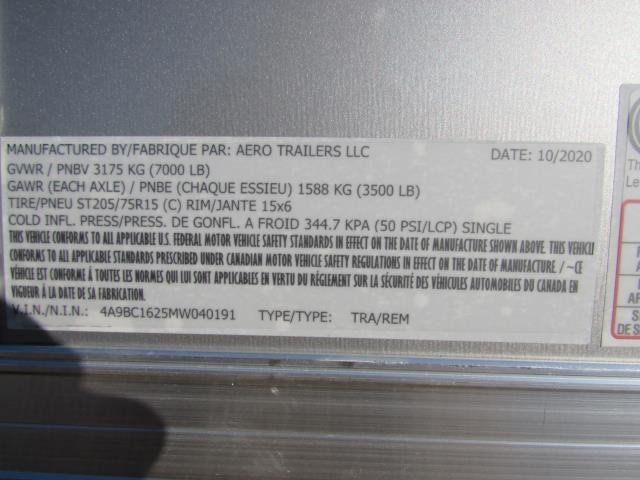 MANUFACTURED BY/FABRIQUE PAR: AERO TRAILERS LLC DATE: 10/2020
GVWR / PNBV 3175 KG (7000 LB)
GAWR (EACH AXLE) / PNBE (CHAQUE ESSIEU) 1588 KG (3500 LB)
TIRE/PNEU ST205/75R15 (C) RIM/JANTE 15x6
COLD INFL. PRESS/PRESS. DE GONFL. A FROID 344.7 KPA (50 PSI/LCP) SINGLE
THIS VEHICLE CONFORMS TO ALL APPLICABLE U.S. FEDERAL MOTOR VEHICLE SAFETY STANDARDS IN EFFECT ON THE DATE OF MANUFACTURE SHOWN ABOVE. THIS VEHICLE
CONFORMS TO ALL APPLICABLE STANDARDS PRESCRIBED UNDER CANADIAN MOTOR VEHICLE SAFETY REGULATIONS IN EFFECT ON THE DATE OF MANUFACTURE. / ~CE
VÉHICLE EST CONFORME À TOUTES LES NORMES QUI LUI SONT APPLICABLES EN VERTU DU RÉGLEMENT SUR LA SÉCURITÉ DES VÉHICULES AUTOMOBILES DU CANADA EN
VIGUEUR À LA DATE DE SA FABRICATION.
V.I.N./N.I.N.: 4A9BC1625MW040191 TYPE/TYPE: TRA/REM
Th
Le
DE S